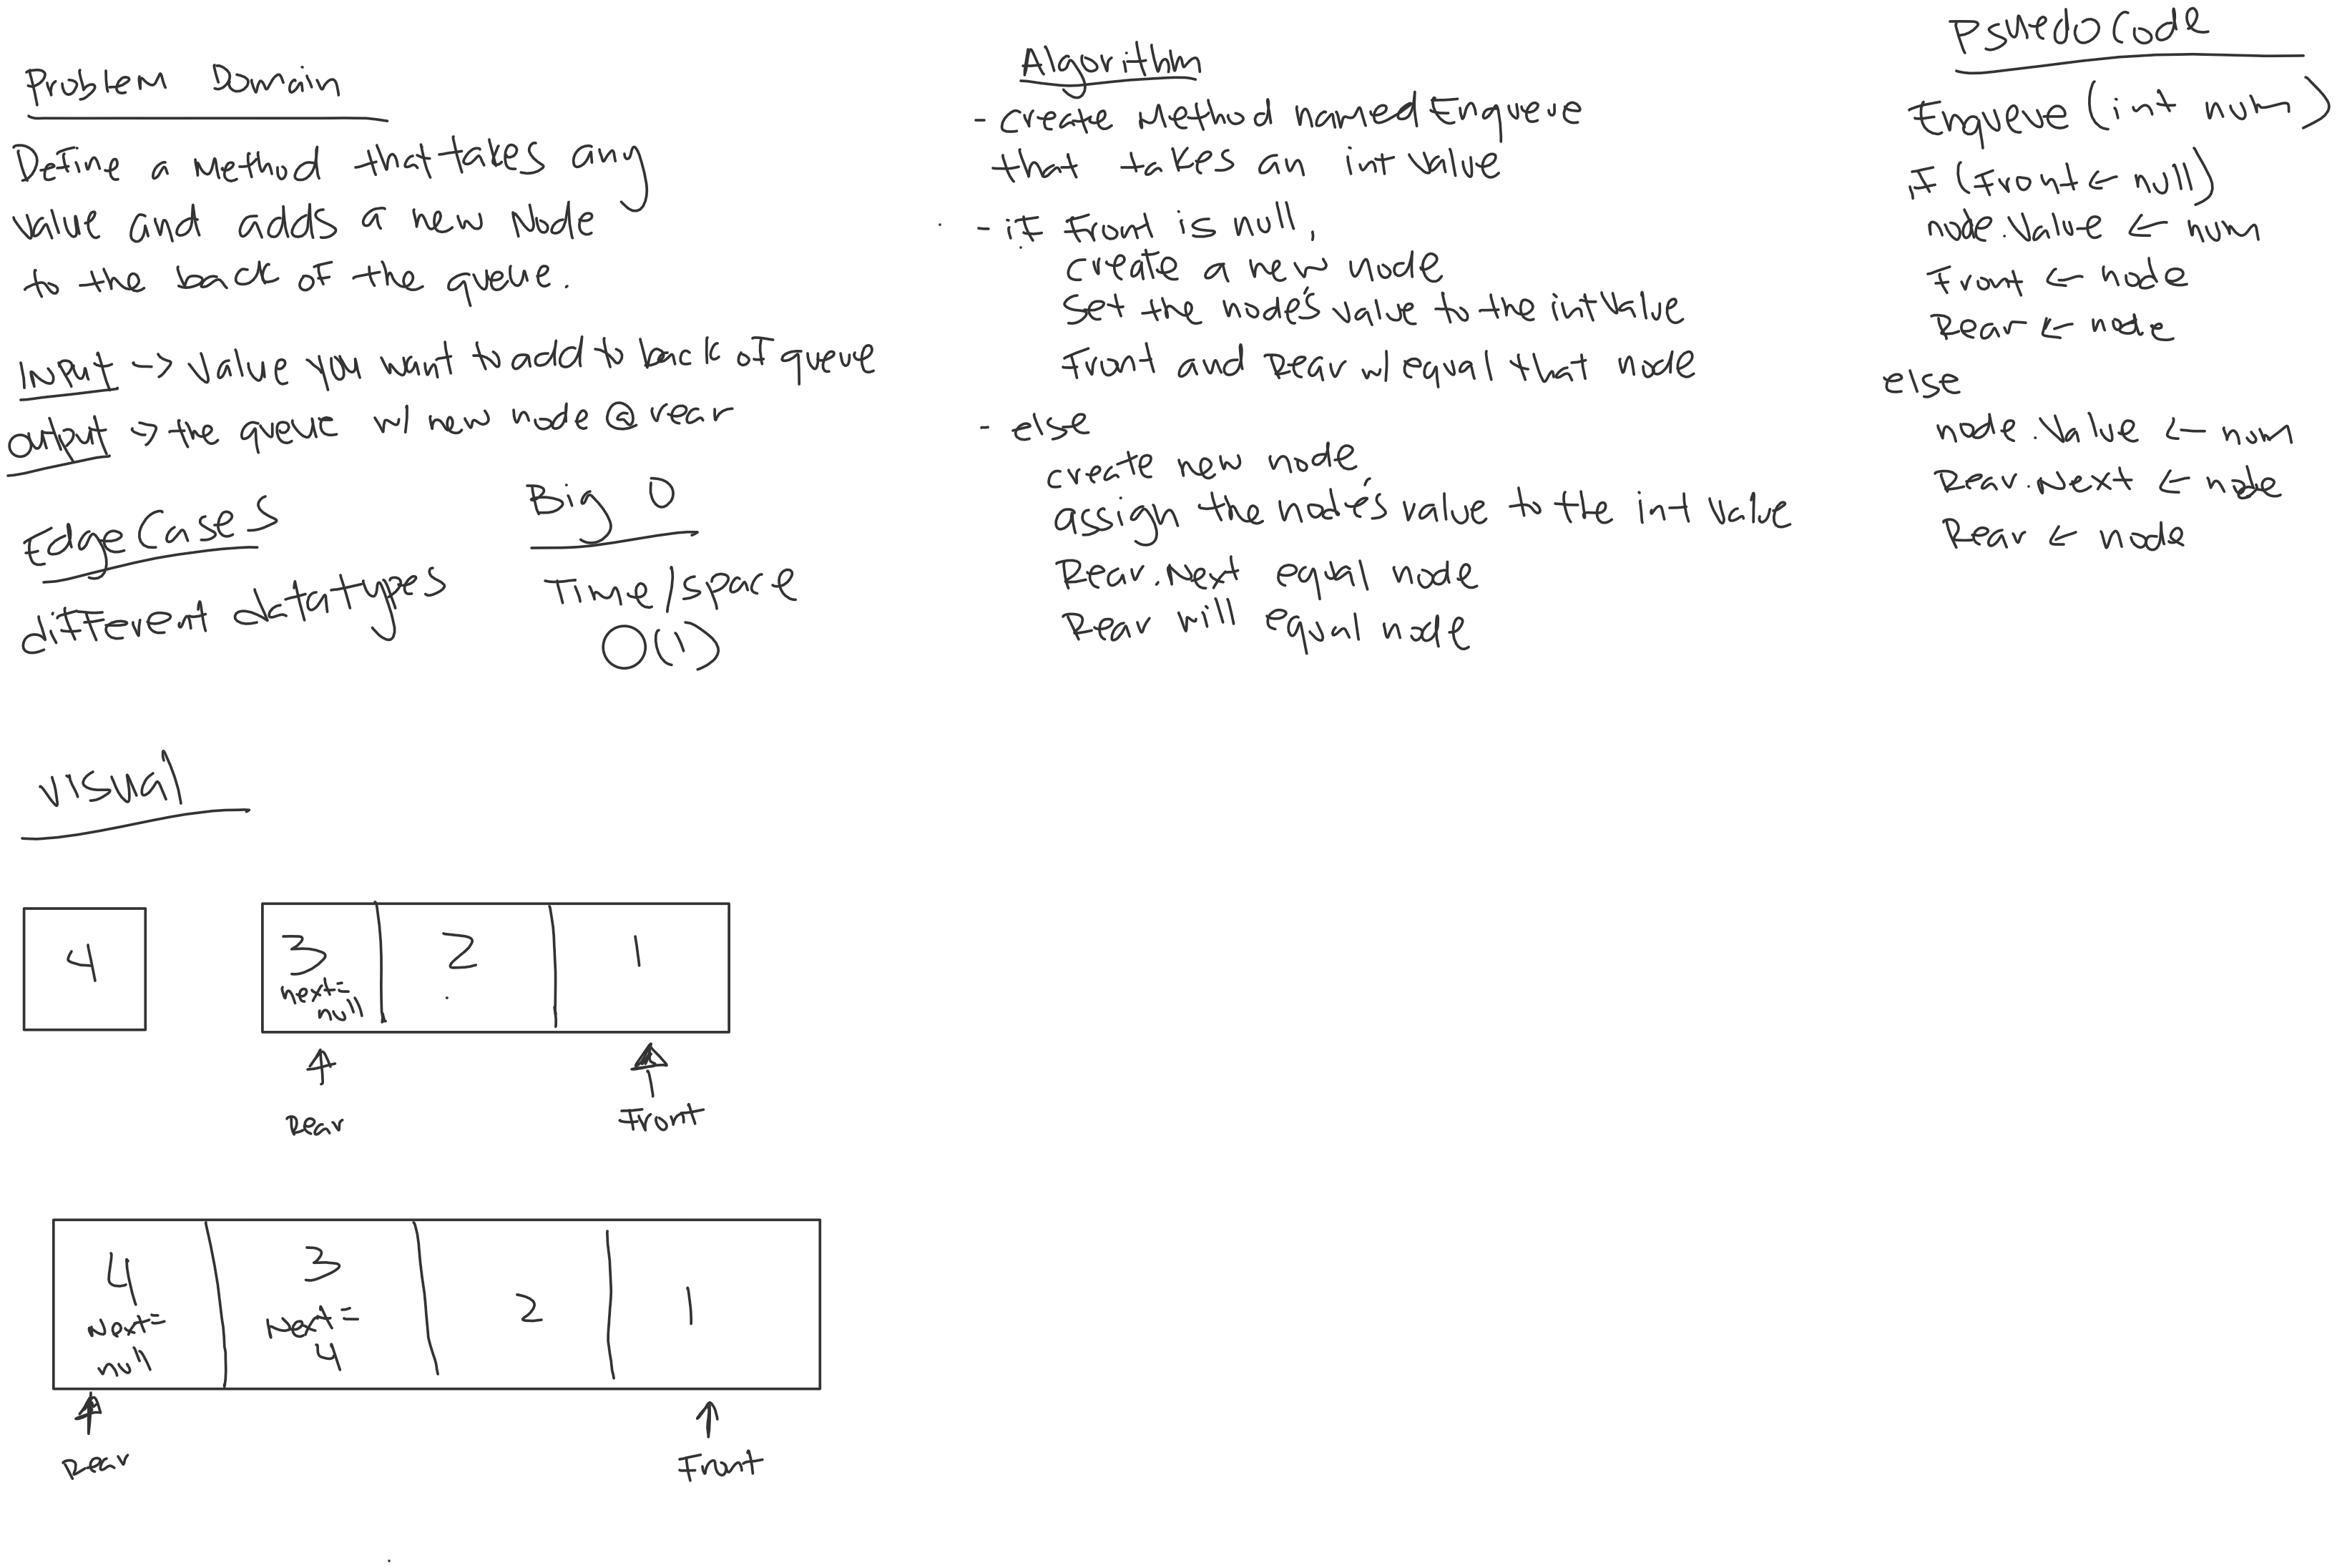 Problem Domain
Define a method that takes any
value and adds a new Node
to the back of the queue.
Input -> value you want to add to back of queue
output -> the queue w/ new node @ rear
Edge Cases
different datatypes
Big O
Time/space
O(1)
Visual
4
3 2 1
next=
null
Rear Front
4 3 2 1
Next= Next=
null 4
Rear Front
Algorithm
- create method named Enqueue
that takes an int value
- if front is null,
create a new node
set the node's value to the int value
Front and Rear w/ equal that node
- else
create new node
assign the node's value to the int value
Rear.Next equal node
Rear will equal node
PsuedoCode
Enqueue (int num)
if (Front <- null)
node.Value <- num
Front <- node
Rear <- node
else
node.Value <- num
Rear.Next <- node
Rear <- node